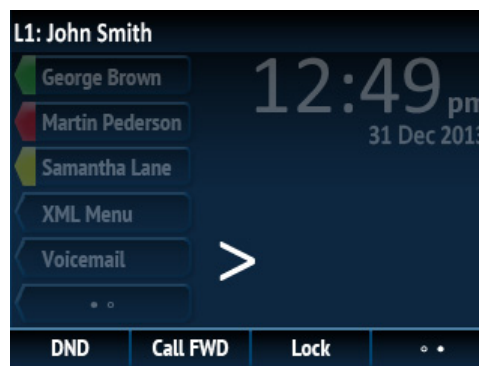 L1: John Smith
George Brown
12:49 pm
Martin Pederson
31 Dec 2013
Samantha Lane
XML Menu
Voicemail
>
DND Call FWD Lock